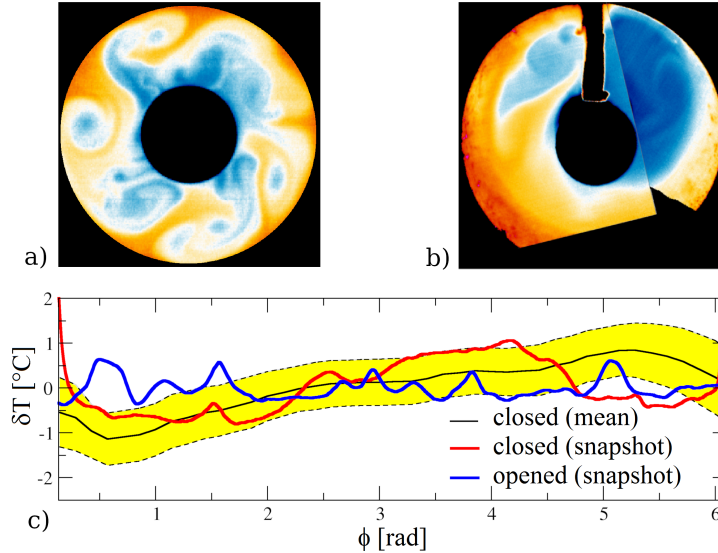 a)
b)
2
1
0
-1
-2
δT [°C]
closed (mean)
closed (snapshot)
opened (snapshot)
c)
1
2
3
4
5
6
ϕ [rad]